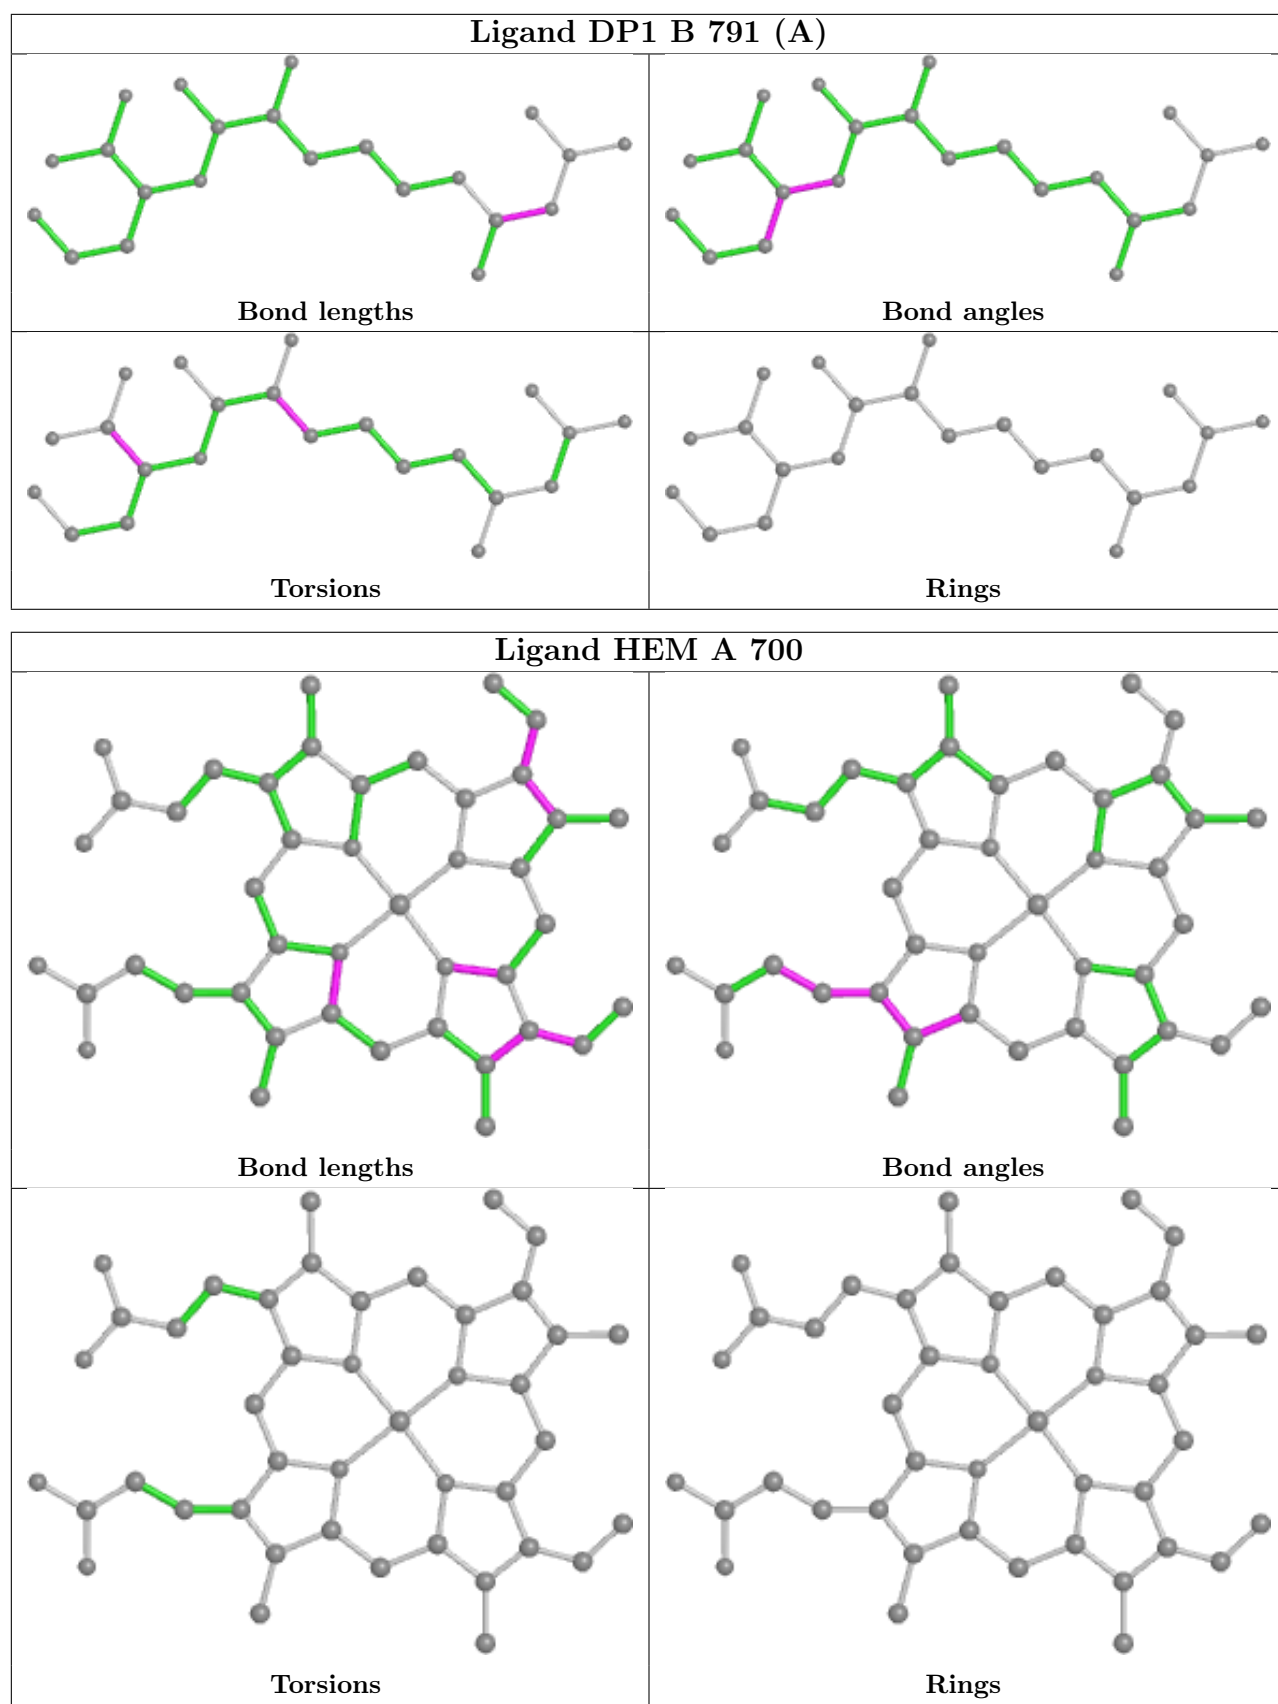 Ligand DP1 B 791 (A)
Bond lengths
Bond angles
Torsions
Rings
Ligand HEM A 700
Bond lengths
Bond angles
Torsions
Rings